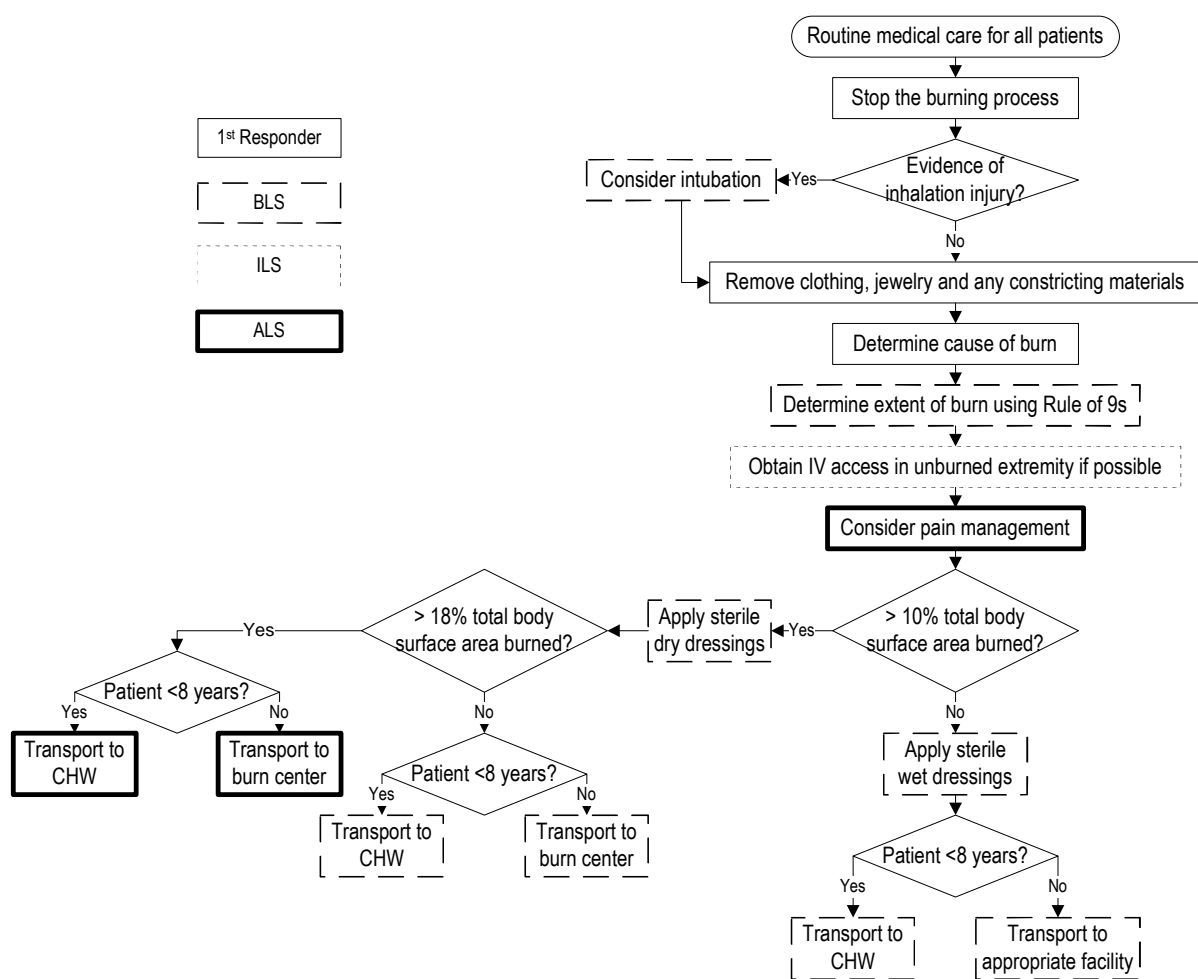 Routine medical care for all patients
Stop the burning process
1st Responder
Evidence of
inhalation injury?
Yes
Consider intubation
BLS
No
ILS
Remove clothing, jewelry and any constricting materials
ALS
Determine cause of burn
Determine extent of burn using Rule of 9s
Obtain IV access in unburned extremity if possible
Consider pain management
> 10% total body
surface area burned?
Yes
Apply sterile
dry dressings
> 18% total body
surface area burned?
Yes
Patient <8 years?
Yes
No
Transport to
CHW
Transport to
burn center
No
Patient <8 years?
Yes
No
Transport to
CHW
Transport to
burn center
No
Apply sterile
wet dressings
Patient <8 years?
Yes
No
Transport to
CHW
Transport to
appropriate facility